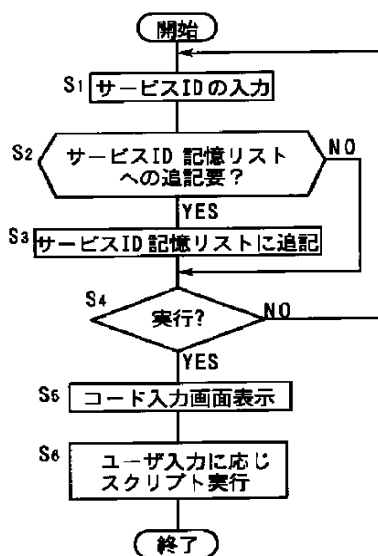 開始
S1 サービスIDの入力
S2 サービスID記憶リスト
への追記要?
NO
YES
S3 サービスID記憶リストに追記
S4
実行?
NO
YES
S5 コード入力画面表示
S6 ユーザ入力に応じ
スクリプト実行
終了